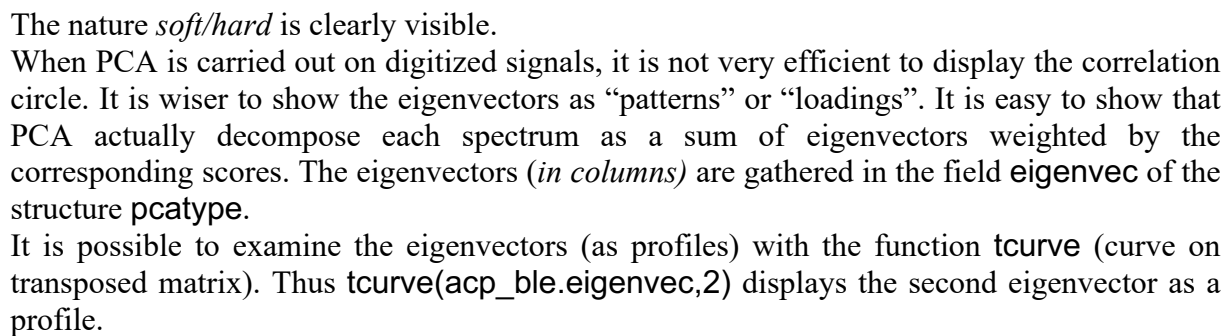 The nature soft/hard is clearly visible.
When PCA is carried out on digitized signals, it is not very efficient to display the correlation
circle. It is wiser to show the eigenvectors as “patterns” or “loadings”. It is easy to show that
PCA actually decompose each spectrum as a sum of eigenvectors weighted by the
corresponding scores. The eigenvectors (in columns) are gathered in the field eigenvec of the
structure pcatype.
It is possible to examine the eigenvectors (as profiles) with the function tcurve (curve on
transposed matrix). Thus tcurve(acp_ble.eigenvec,2) displays the second eigenvector as a
profile.